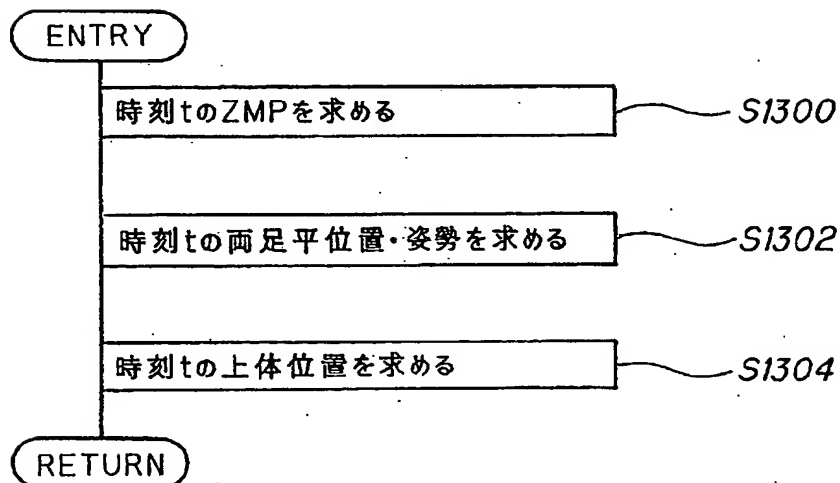 ENTRY
時刻tのZMPを求める
S1300
時刻tの両足平位置・姿勢を求める
S1302
時刻tの上体位置を求める
S1304
RETURN